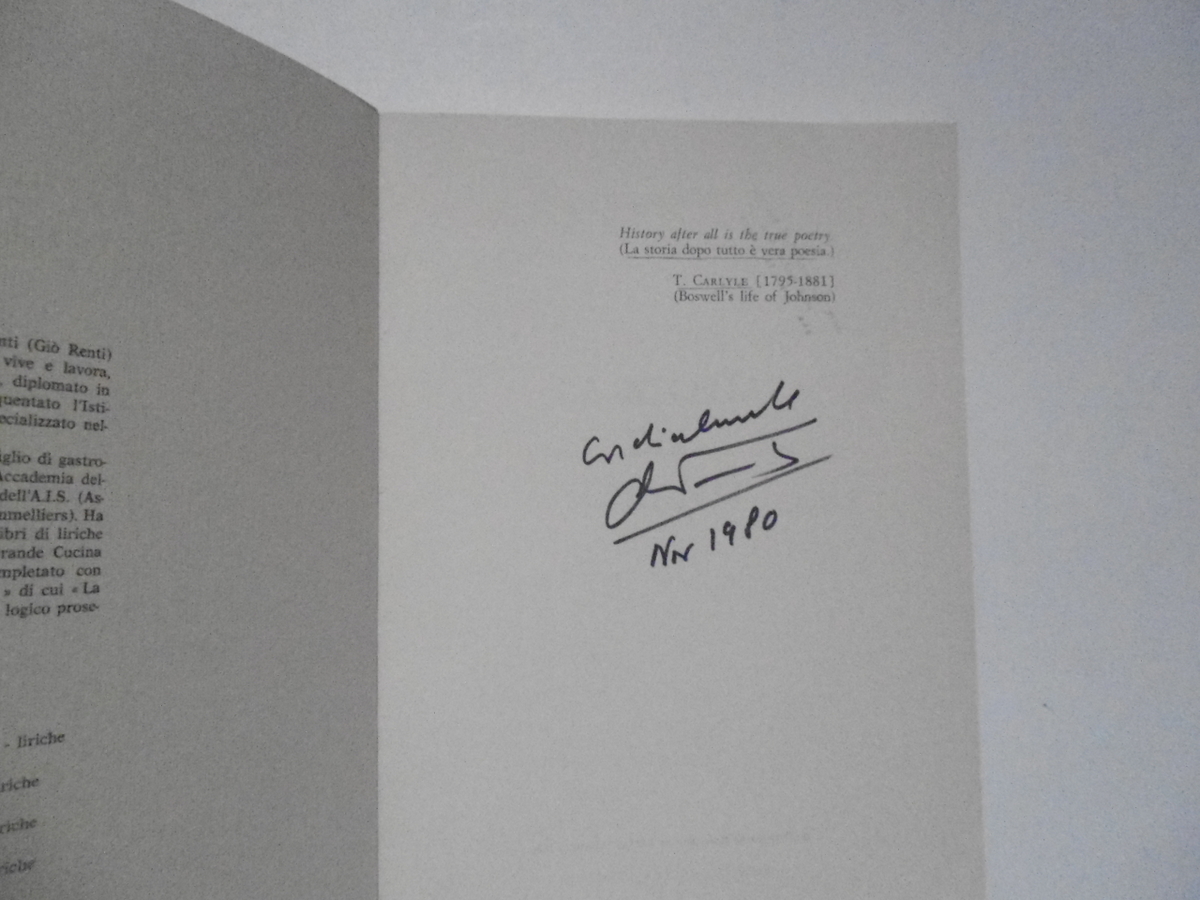 nti (Giò Renti)
vive e lavora,
, diplomato in
quentato l'Isti-
ecializzato nel-
iglio di gastro-
Accademia del-
dell'A.I.S. (As-
mmelliers). Ha
ibri di liriche
rande Cucina
mpletato con
» di cui « La
logico prose-
- liriche
riche
riche
riche
History after all is the true poetry
(La storia dopo tutto è vera poesia.)
T. CARLYLE [1795-1881]
(Boswell's life of Johnson)
Cordialmente
Nov 1980